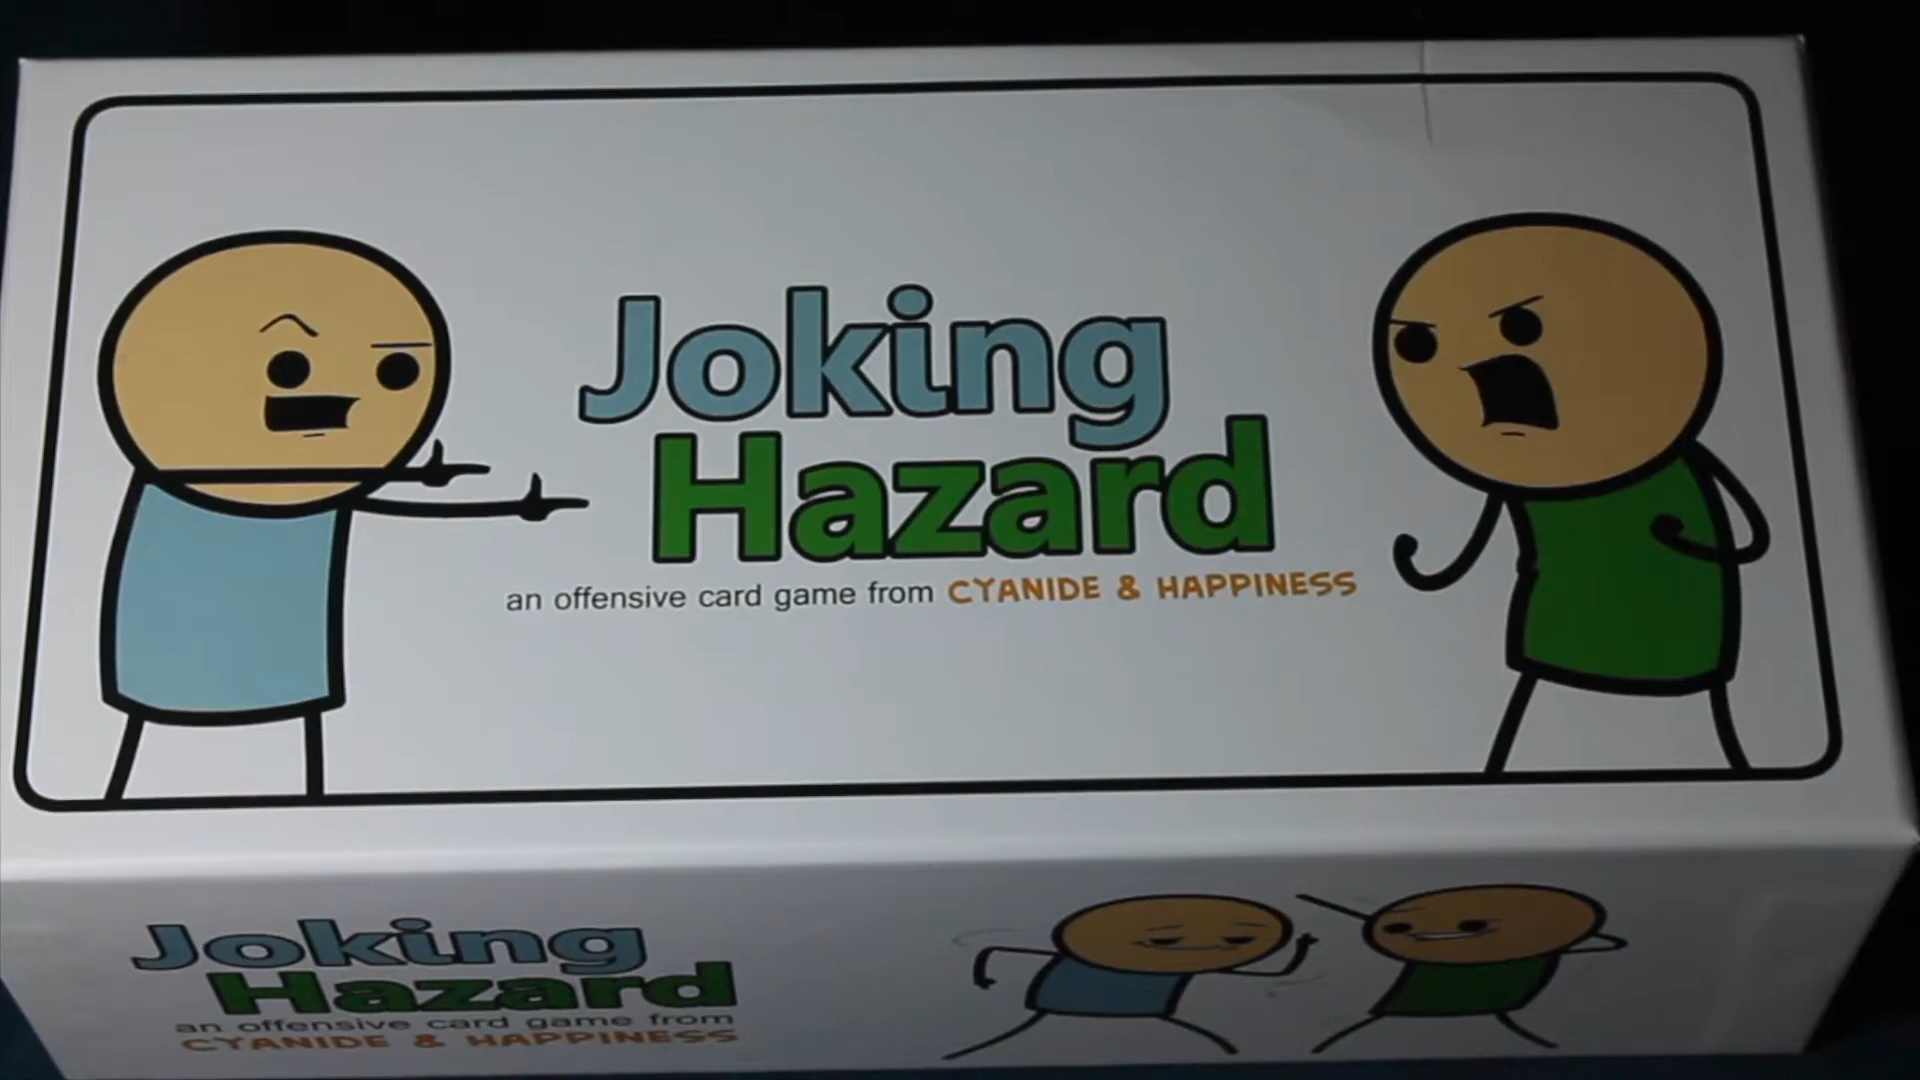 Joking
Hazard
an offensive card game from CYANIDE & HAPPINESS
Joking
Hazard
an offensive card game from
CYANIDE & HAPPINESS